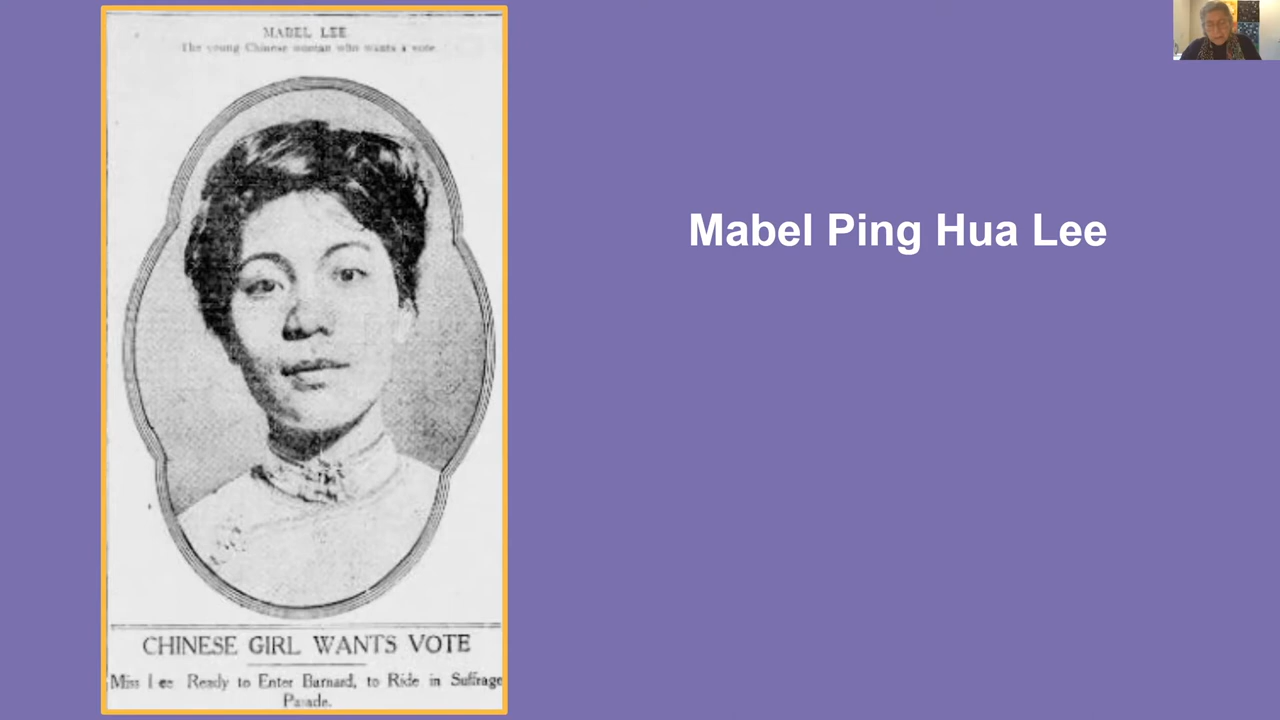 MABEL LEE
The young Chinese woman who wants a vote
CHINESE GIRL WANTS VOTE
Miss Lee Ready to Enter Barnard, to Ride in Suffrage
Parade.
Mabel Ping Hua Lee